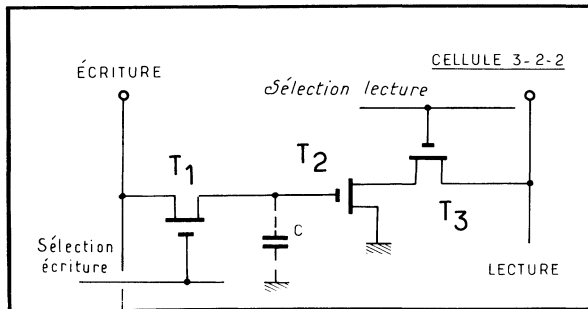 CELLULE 3-2-2
ÉCRITURE
Sélection lecture
T1
T2
T3
C
Sélection
écriture
LECTURE